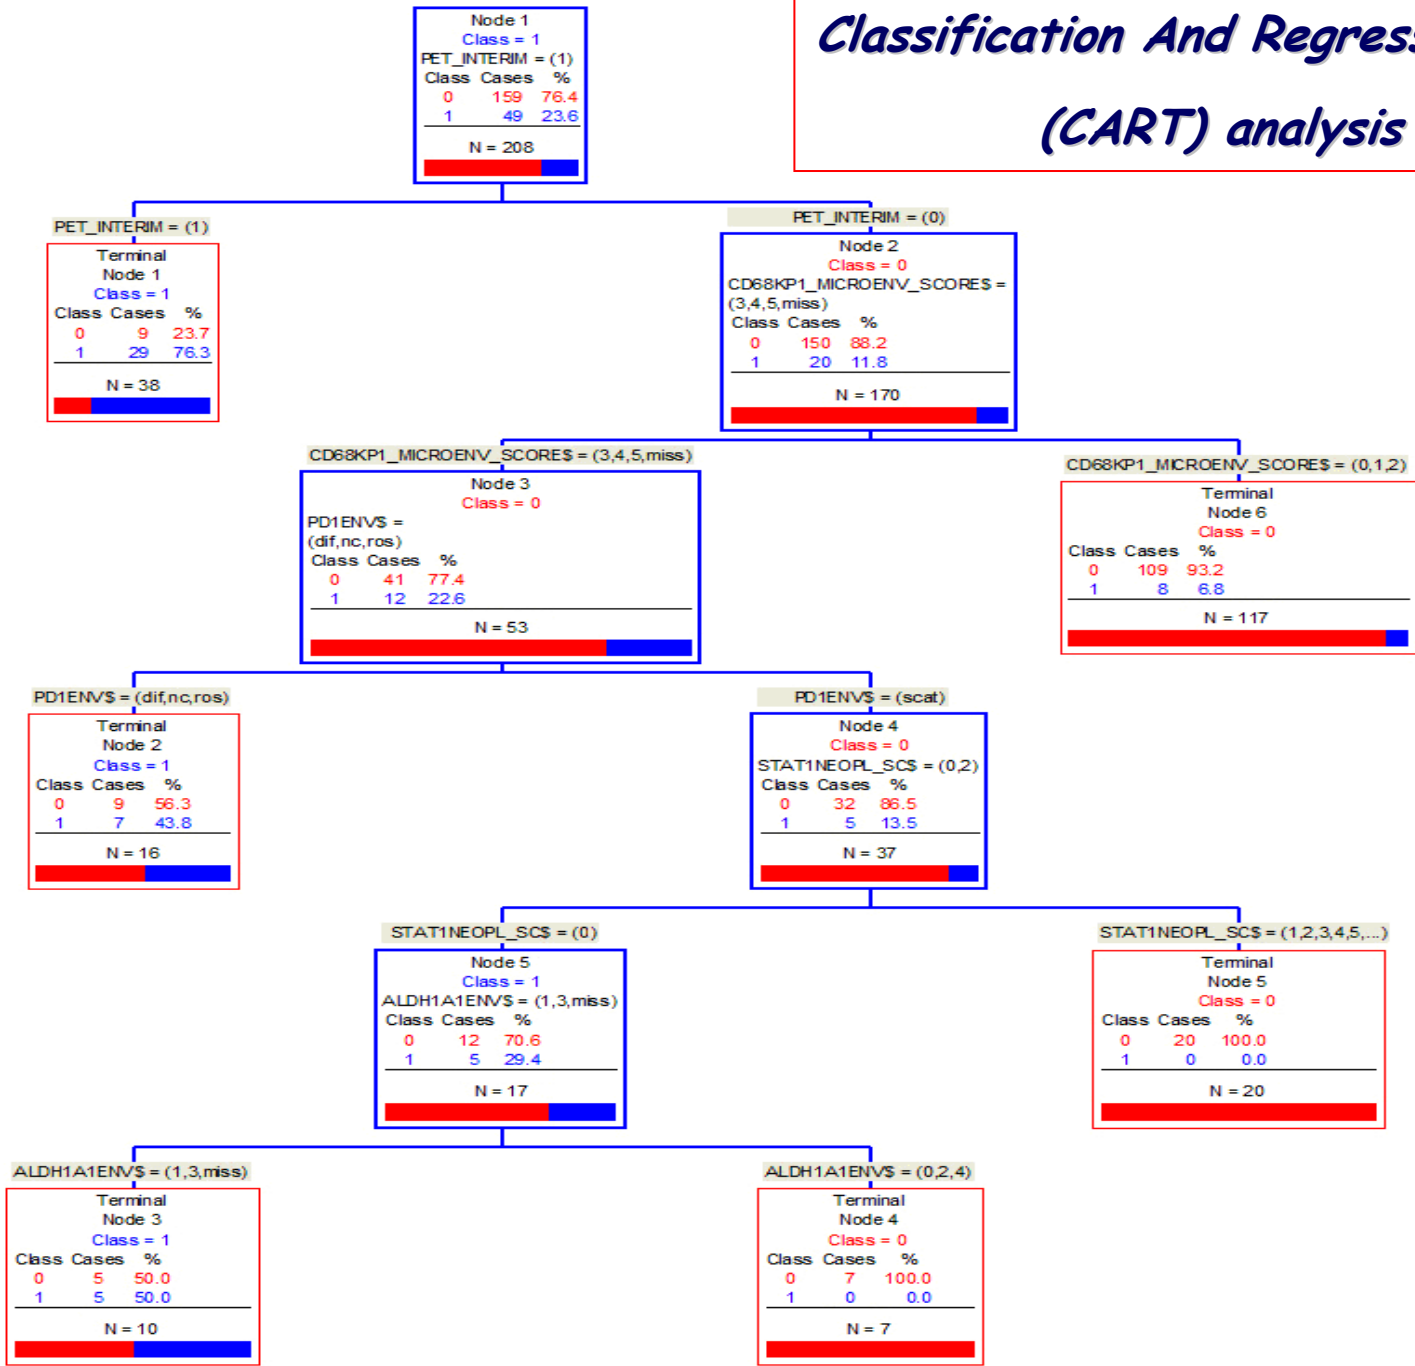 Classification And Regress
(CART) analysis
Node 1
Class = 1
PET_INTERIM = (1)
Class Cases %
0 159 76.4
1 49 23.6
N = 208
PET_INTERIM = (1)
Terminal
Node 1
Class = 1
Class Cases %
0 9 23.7
1 29 76.3
N = 38
PET_INTERIM = (0)
Node 2
Class = 0
CD68KP1_MICROENV_SCORE$ =
(3,4,5,miss)
Class Cases %
0 150 88.2
1 20 11.8
N = 170
CD68KP1_MICROENV_SCORE$ = (3,4,5,miss)
Node 3
Class = 0
PD1ENV$ =
(dif,nc,ros)
Class Cases %
0 41 77.4
1 12 22.6
N = 53
CD68KP1_MICROENV_SCORE$ = (0,1,2)
Terminal
Node 6
Class = 0
Class Cases %
0 109 93.2
1 8 6.8
N = 117
PD1ENV$ = (dif,nc,ros)
Terminal
Node 2
Class = 1
Class Cases %
0 9 56.3
1 7 43.8
N = 16
PD1ENV$ = (scat)
Node 4
Class = 0
STAT1NEOPL_SC$ = (0,2)
Class Cases %
0 32 86.5
1 5 13.5
N = 37
STAT1NEOPL_SC$ = (0)
Node 5
Class = 1
ALDH1A1ENV$ = (1,3,miss)
Class Cases %
0 12 70.6
1 5 29.4
N = 17
STAT1NEOPL_SC$ = (1,2,3,4,5,...)
Terminal
Node 5
Class = 0
Class Cases %
0 20 100.0
1 0 0.0
N = 20
ALDH1A1ENV$ = (1,3,miss)
Terminal
Node 3
Class = 1
Class Cases %
0 5 50.0
1 5 50.0
N = 10
ALDH1A1ENV$ = (0,2,4)
Terminal
Node 4
Class = 0
Class Cases %
0 7 100.0
1 0 0.0
N = 7